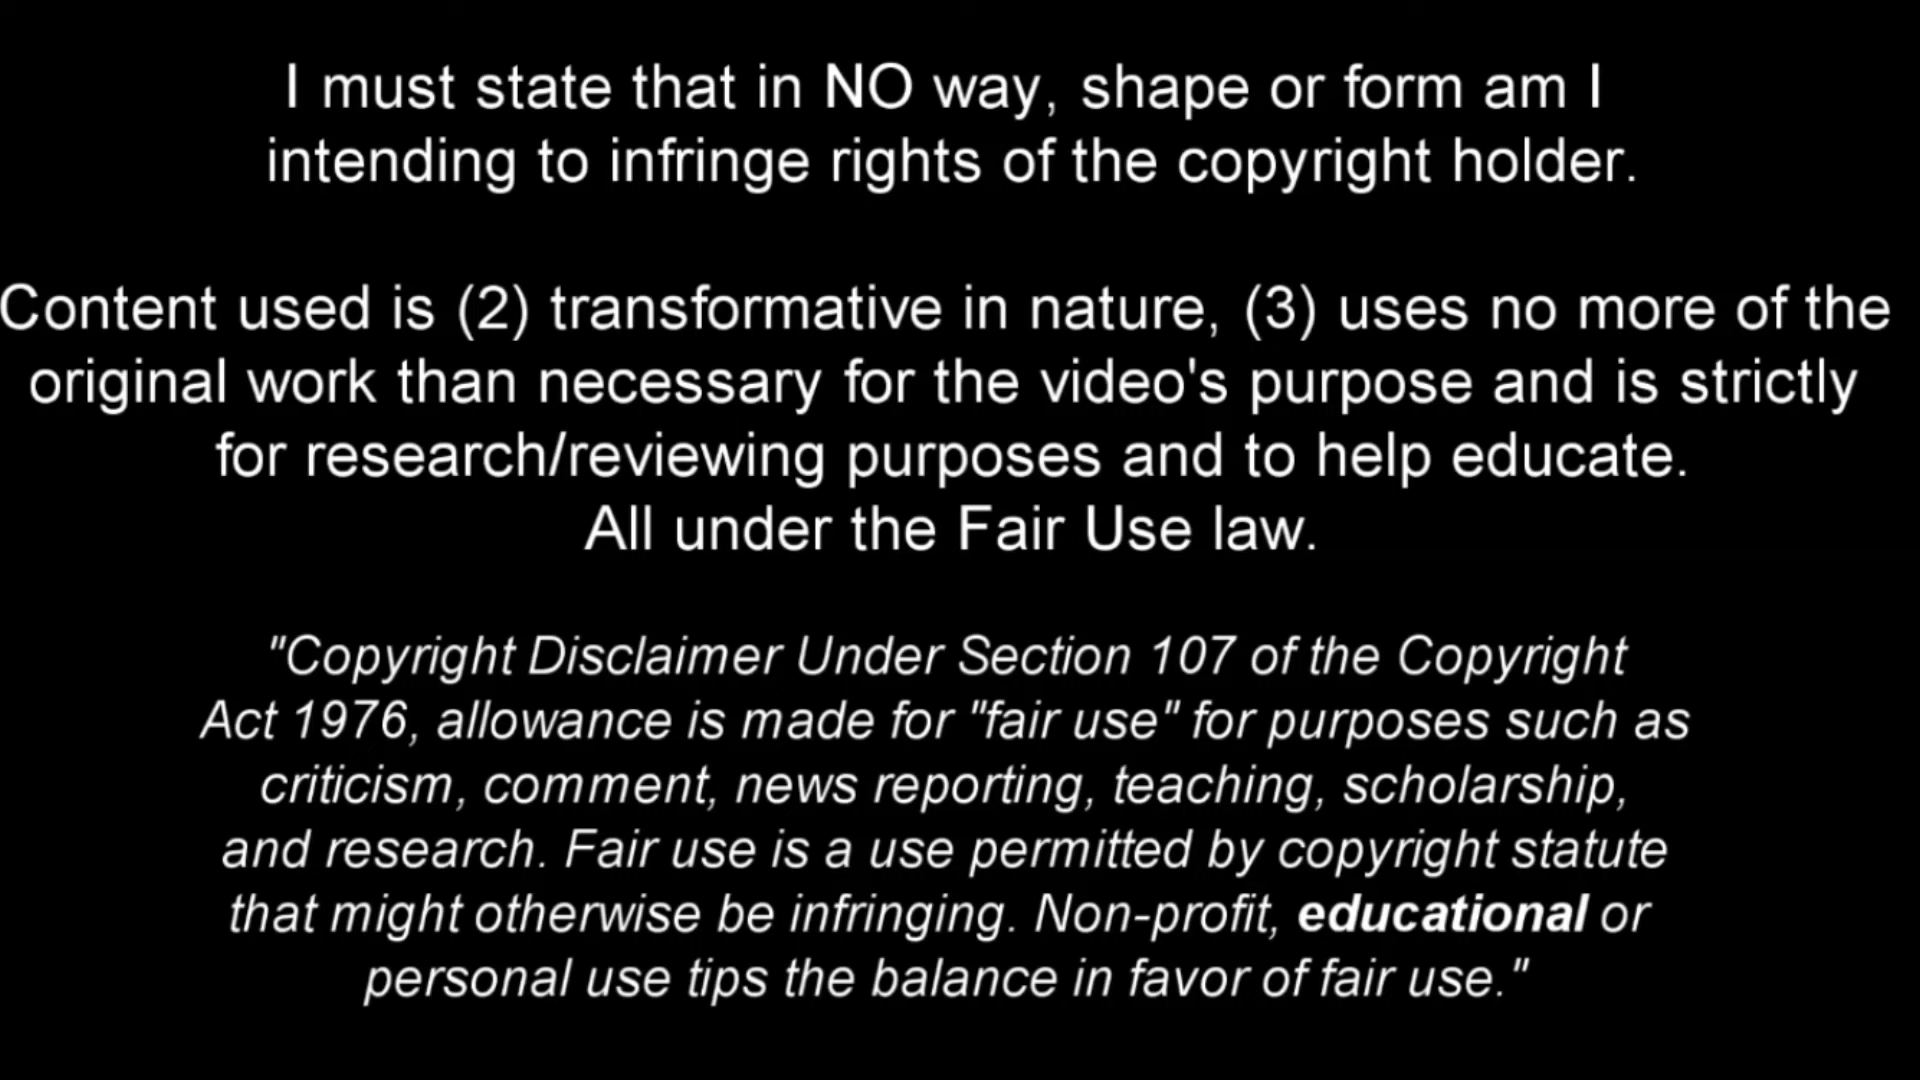 I must state that in NO way, shape or form am I
intending to infringe rights of the copyright holder.
Content used is (2) transformative in nature, (3) uses no more of the
original work than necessary for the video's purpose and is strictly
for research/reviewing purposes and to help educate.
All under the Fair Use law.
"Copyright Disclaimer Under Section 107 of the Copyright
Act 1976, allowance is made for "fair use" for purposes such as
criticism, comment, news reporting, teaching, scholarship,
and research. Fair use is a use permitted by copyright statute
that might otherwise be infringing. Non-profit, educational or
personal use tips the balance in favor of fair use."